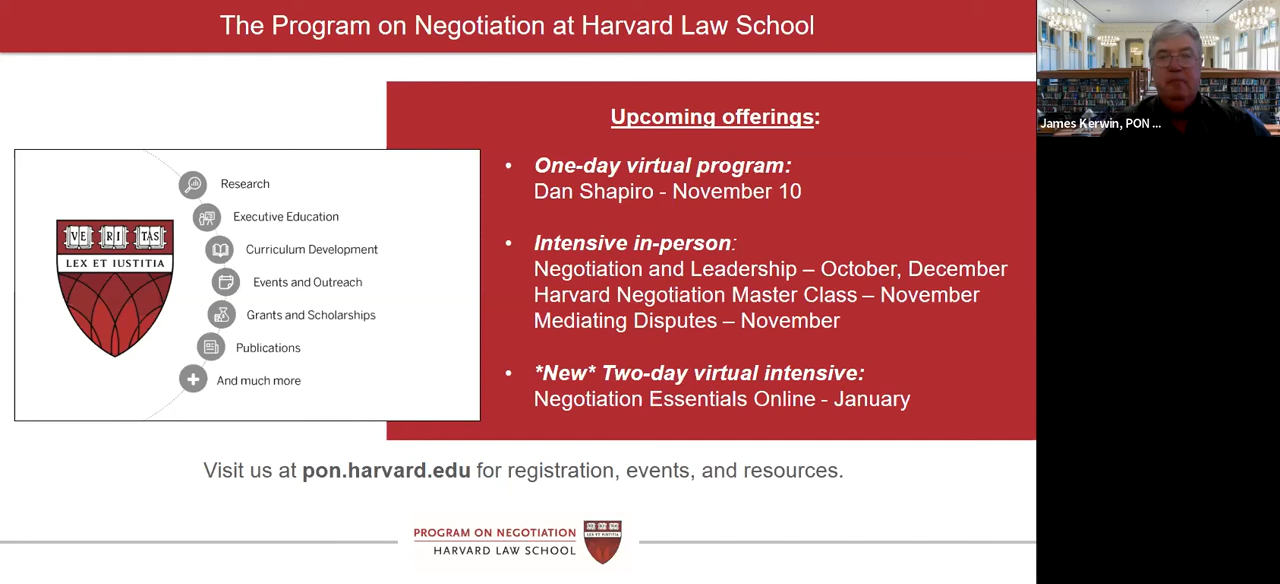 The Program on Negotiation at Harvard Law School
James Kerwin, PON ...
Upcoming offerings:
• One-day virtual program:
Dan Shapiro - November 10
• Intensive in-person:
Negotiation and Leadership – October, December
Harvard Negotiation Master Class – November
Mediating Disputes – November
• *New* Two-day virtual intensive:
Negotiation Essentials Online - January
VE RI TAS
LEX ET IUSTITIA
Research
Executive Education
Curriculum Development
Events and Outreach
Grants and Scholarships
Publications
And much more
Visit us at pon.harvard.edu for registration, events, and resources.
PROGRAM ON NEGOTIATION
HARVARD LAW SCHOOL
LEX ET IUSTITIA